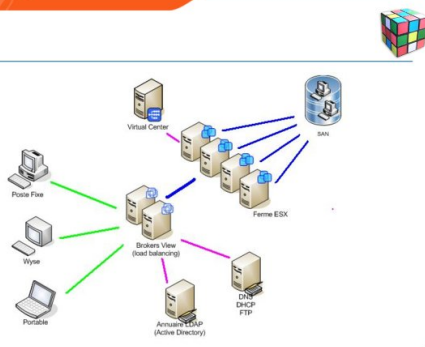 Virtual Center
SAN
Poste Fixe
Ferme ESX
Wyse
Brokers View
(load balancing)
DNS
DHCP
FTP
Portable
Annuaire LDAP
(Active Directory)